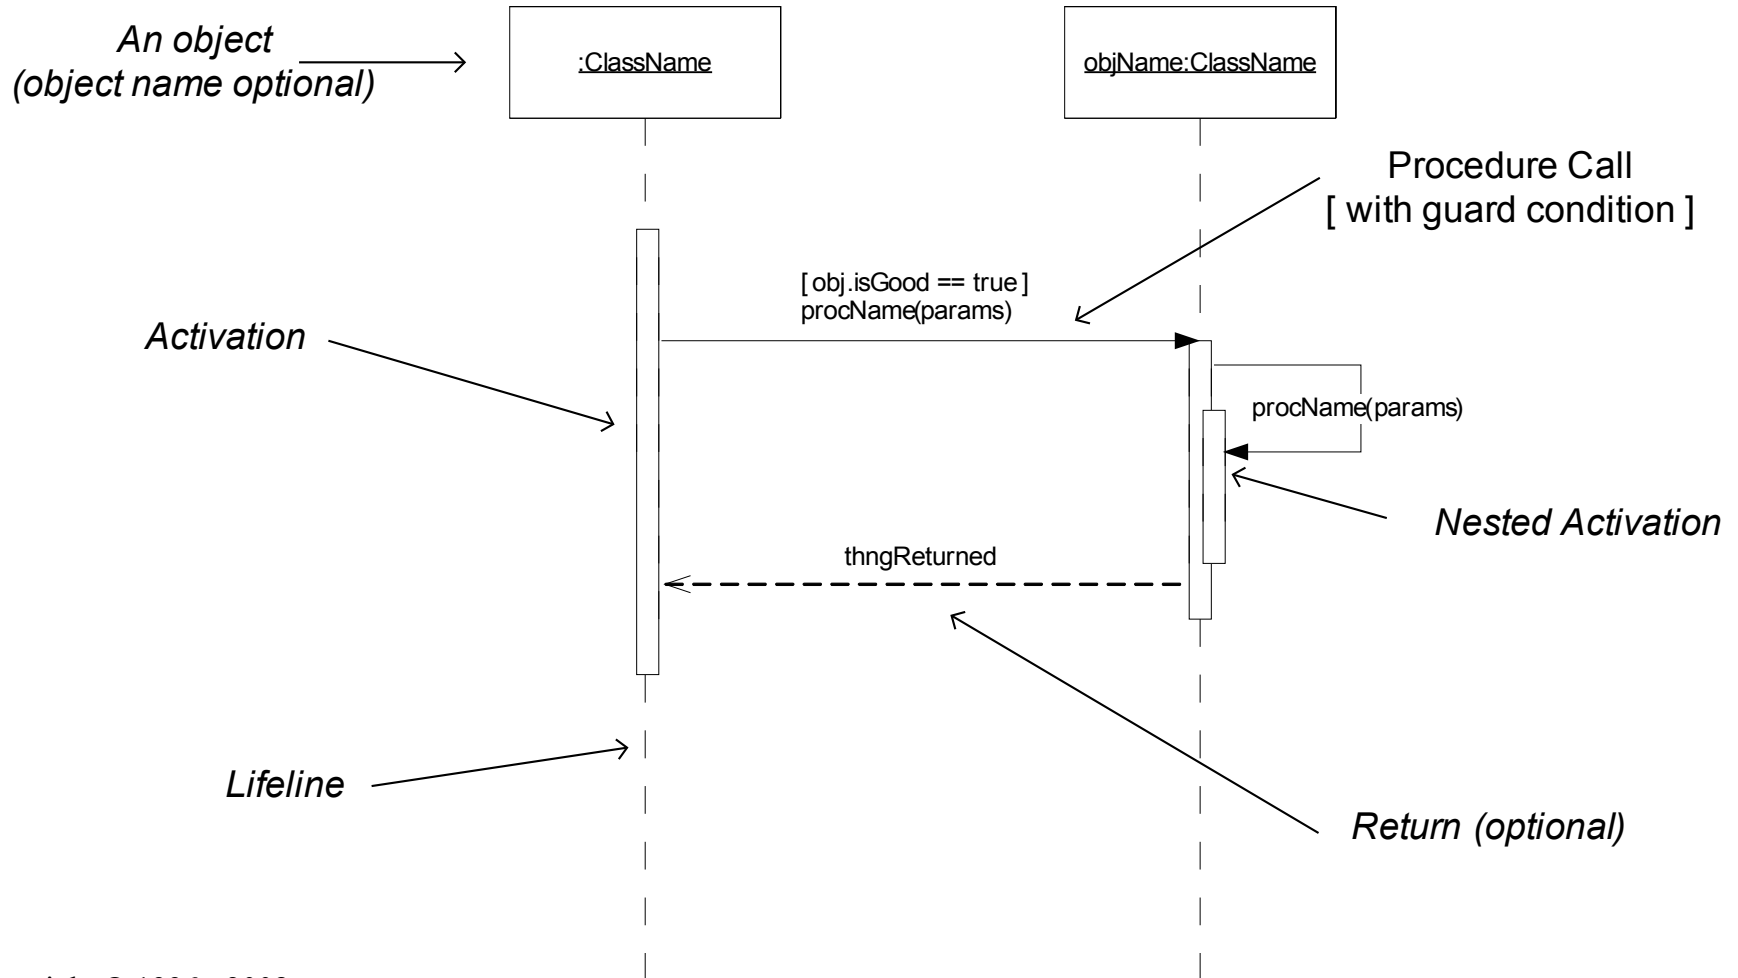 An object
(object name optional)
:ClassName
objName:ClassName
Procedure Call
[ with guard condition ]
[ obj.isGood == true ]
procName(params)
Activation
procName(params)
Nested Activation
thngReturned
Lifeline
Return (optional)